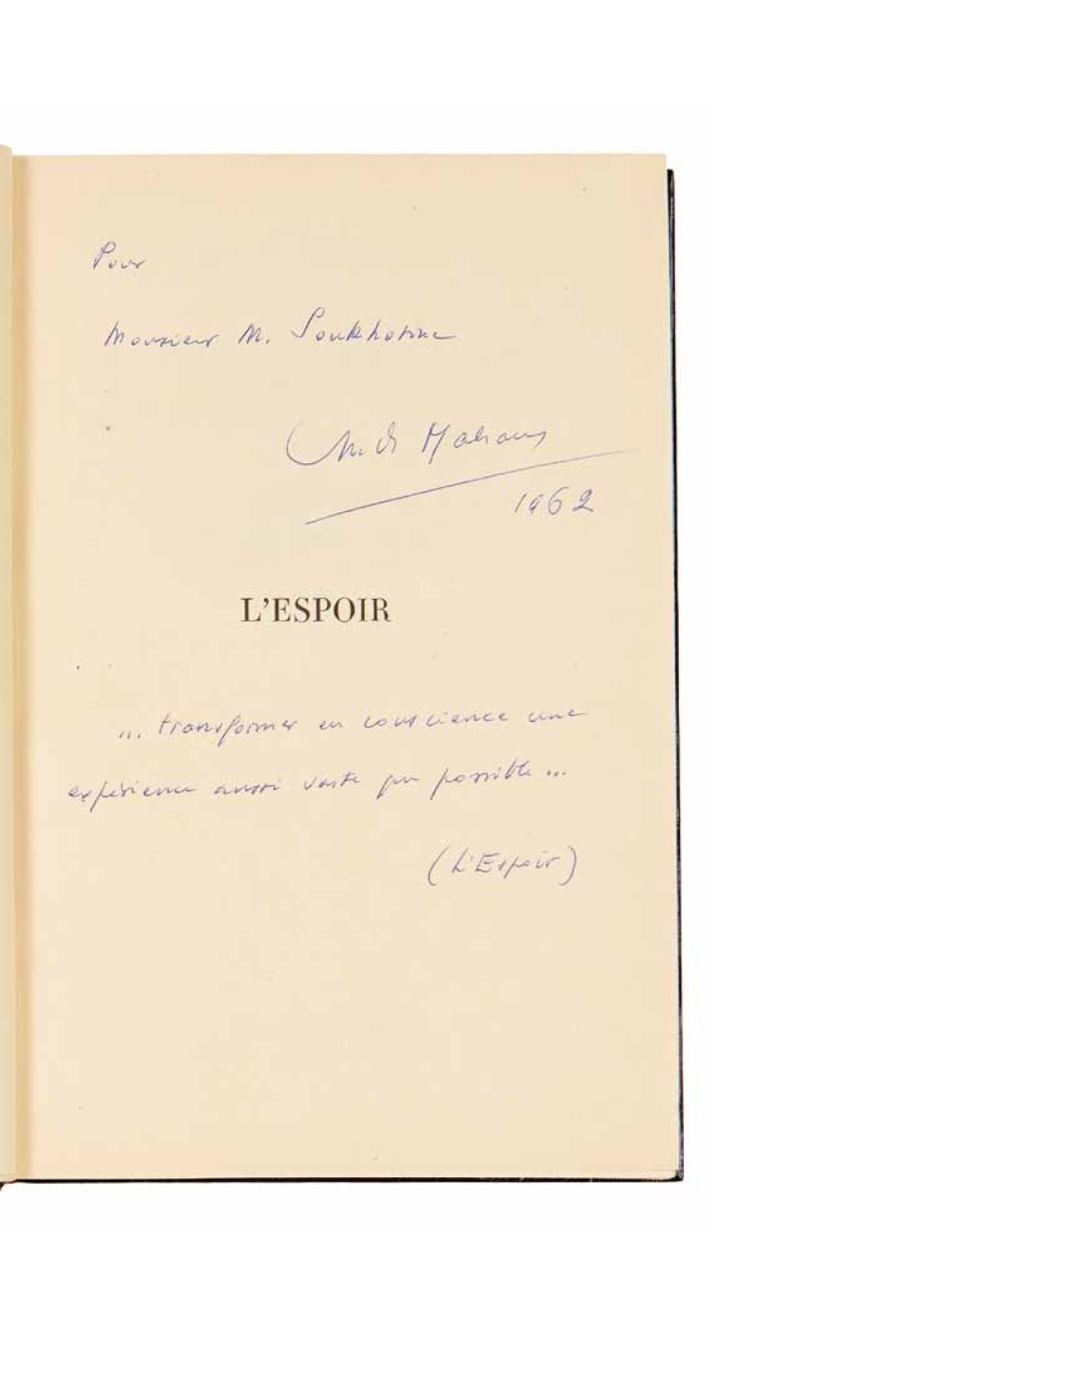 Pour
Monsieur M. Soukhotine
André Malraux
1962
L'ESPOIR
... transformer en conscience une
expérience aussi vaste que possible ...
(L'Espoir)